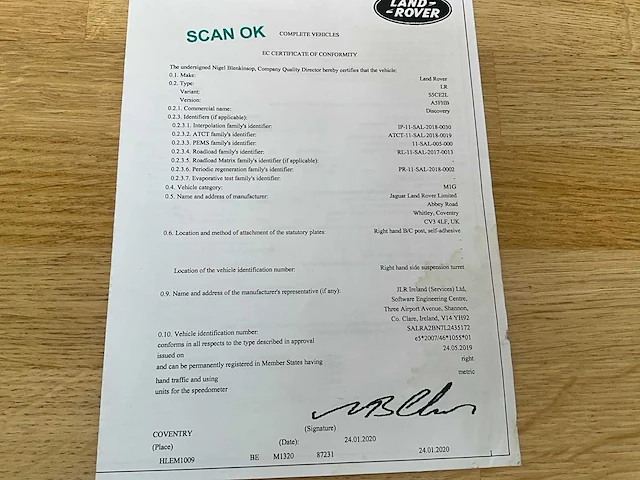 LAND-
-ROVER
SCAN OK
COMPLETE VEHICLES
EC CERTIFICATE OF CONFORMITY
The undersigned Nigel Blenkinsop, Company Quality Director hereby certifies that the vehicle:
0.1. Make: Land Rover
0.2. Type: LR
Variant: S5CE2L
Version: A5FHB
0.2.1. Commercial name: Discovery
0.2.3. Identifiers (if applicable):
0.2.3.1. Interpolation family's identifier: IP-11-SAL-2018-0030
0.2.3.2. ATCT family's identifier: ATCT-11-SAL-2018-0019
0.2.3.3. PEMS family's identifier: 11-SAL-005-000
0.2.3.4. Roadload family's identifier: RL-11-SAL-2017-0013
0.2.3.5. Roadload Matrix family's identifier (if applicable): -
0.2.3.6. Periodic regeneration family's identifier: PR-11-SAL-2018-0002
0.2.3.7. Evaporative test family's identifier: -
0.4. Vehicle category: M1G
0.5. Name and address of manufacturer: Jaguar Land Rover Limited
Abbey Road
Whitley, Coventry
CV3 4LF, UK
0.6. Location and method of attachment of the statutory plates: Right hand B/C post, self-adhesive
-
-
-
Location of the vehicle identification number: Right hand side suspension turret
0.9. Name and address of the manufacturer's representative (if any): JLR Ireland (Services) Ltd,
Software Engineering Centre,
Three Airport Avenue, Shannon,
Co. Clare, Ireland, V14 YH92
0.10. Vehicle identification number: SALRA2BN7L2435172
conforms in all respects to the type described in approval e5*2007/46*1055*01
issued on 24.05.2019
and can be permanently registered in Member States having right
hand traffic and using metric
units for the speedometer
COVENTRY (Signature)
(Place) (Date): 24.01.2020
HLEM1009 BE M1320 87231 24.01.2020 1